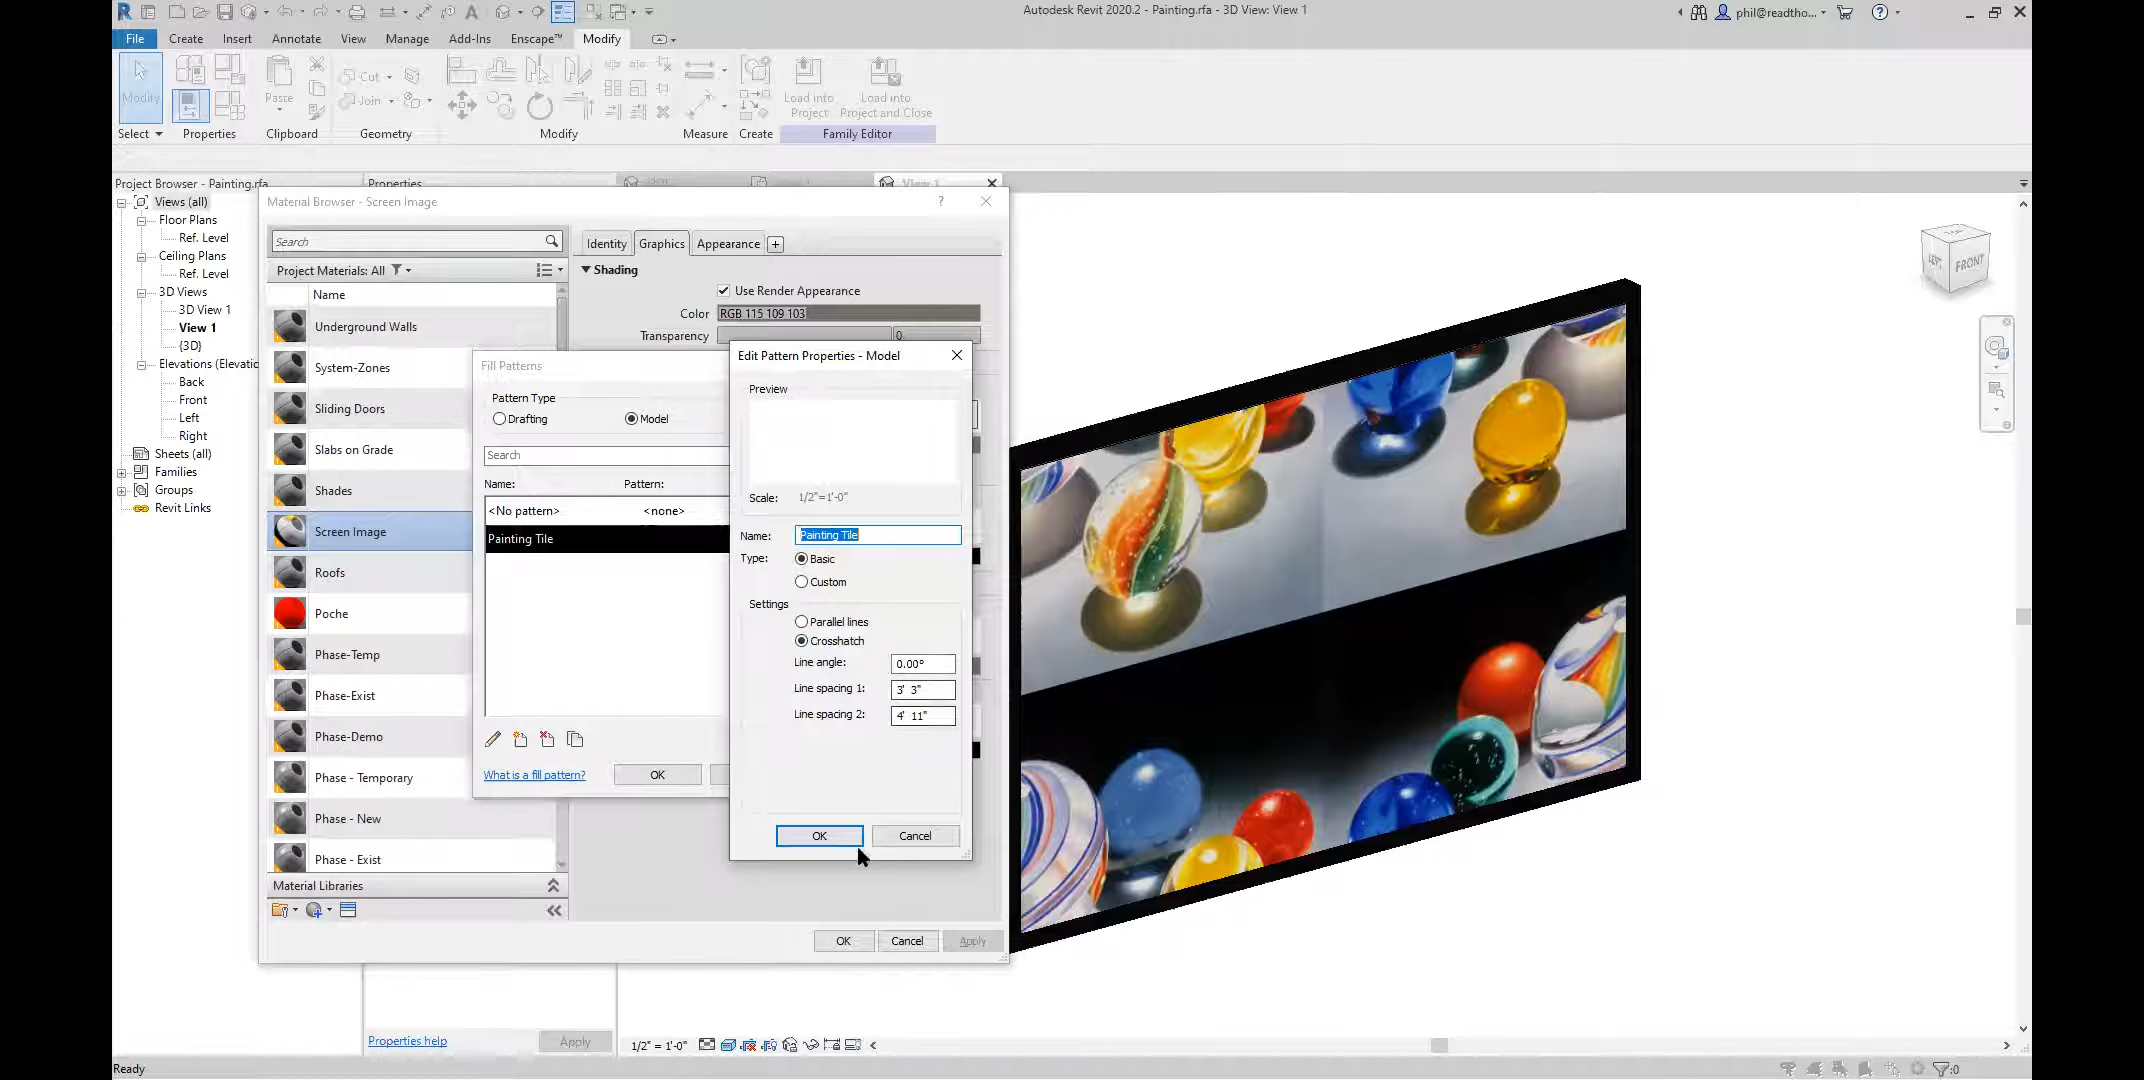 Autodesk Revit 2020.2 - Painting.rfa - 3D View: View 1
phil@readtho...
File Create Insert Annotate View Manage Add-Ins Enscape™ Modify
Modify
Cut
Join
Paste
Load into Project
Load into Project and Close
Select Properties Clipboard Geometry Modify Measure Create Family Editor
Project Browser - Painting.rfa
Properties
View 1
Views (all)
Floor Plans
Ref. Level
Ceiling Plans
Ref. Level
3D Views
3D View 1
View 1
{3D}
Elevations (Elevatic
Back
Front
Left
Right
Sheets (all)
Families
Groups
Revit Links
Material Browser - Screen Image
?
Search
Project Materials: All
Name
Underground Walls
System-Zones
Sliding Doors
Slabs on Grade
Shades
Screen Image
Roofs
Poche
Phase-Temp
Phase-Exist
Phase-Demo
Phase - Temporary
Phase - New
Phase - Exist
Material Libraries
Identity Graphics Appearance
Shading
Use Render Appearance
Color RGB 115 109 103
Transparency 0
OK Cancel Apply
Fill Patterns
Pattern Type
Drafting Model
Search
Name: Pattern:
<No pattern> <none>
Painting Tile
What is a fill pattern?
OK
Edit Pattern Properties - Model
Preview
Scale: 1/2"=1'-0"
Name: Painting Tile
Type: Basic
Custom
Settings
Parallel lines
Crosshatch
Line angle: 0.00°
Line spacing 1: 3' 3"
Line spacing 2: 4' 11"
OK Cancel
TOP
LEFT FRONT
Properties help Apply
1/2" = 1'-0"
Ready
:0